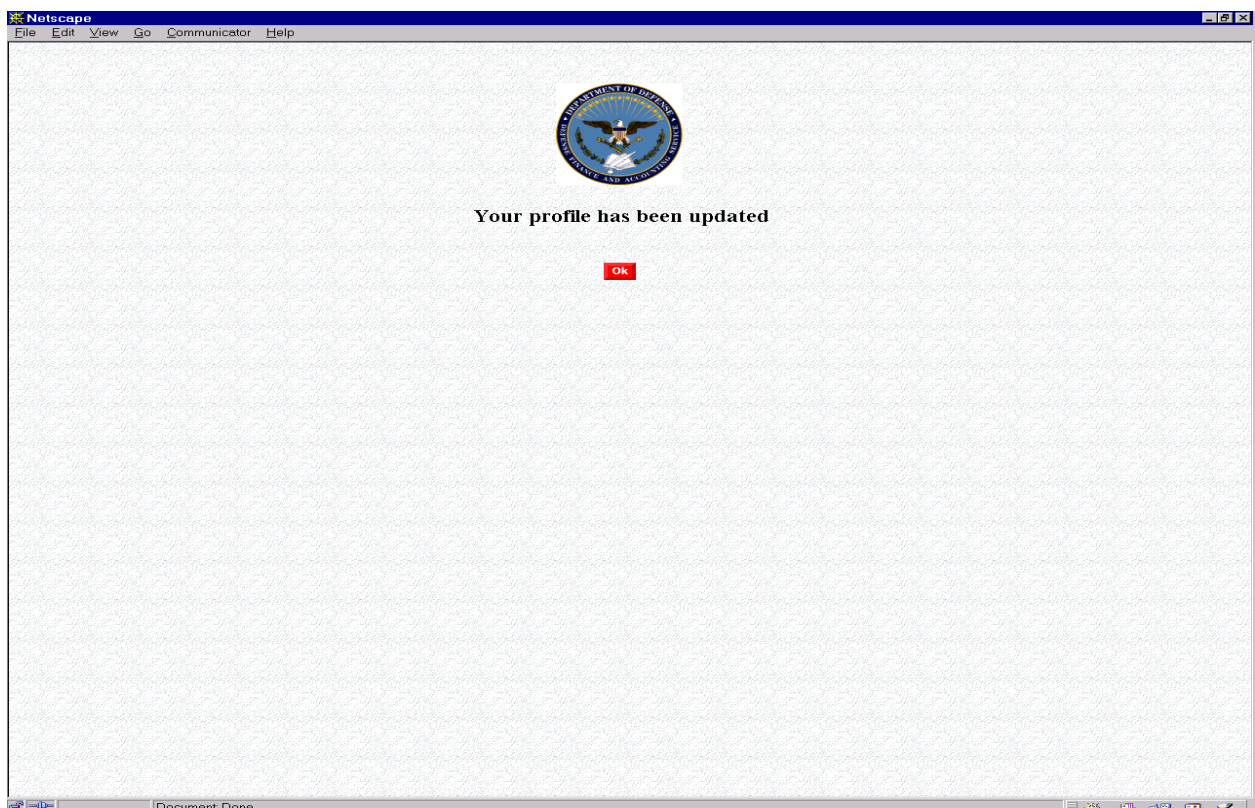 Netscape
File Edit View Go Communicator Help
DEPARTMENT OF DEFENSE
DEFENSE FINANCE AND ACCOUNTING SERVICE
Your profile has been updated
Ok
Document: Done